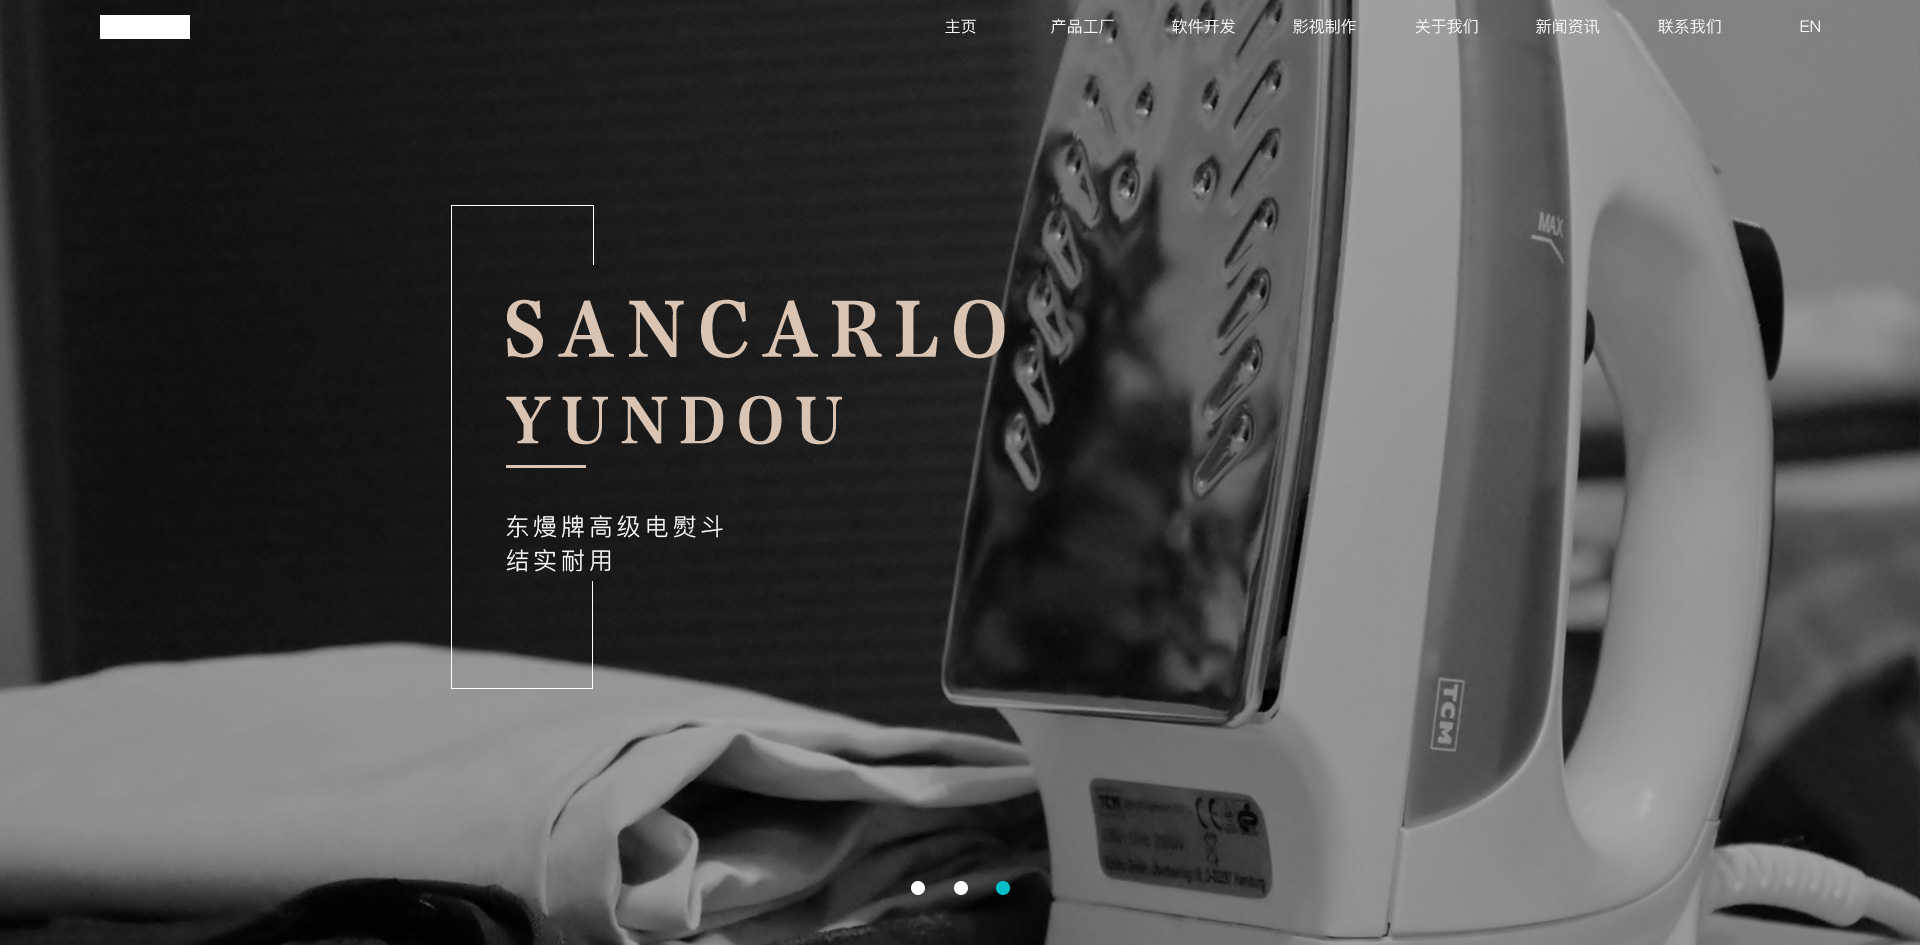 主页 产品工厂 软件开发 影视制作 关于我们 新闻资讯 联系我们 EN
MAX
SANCARLO
YUNDOU
东熳牌高级电熨斗
结实耐用
TCM
TCM
CE